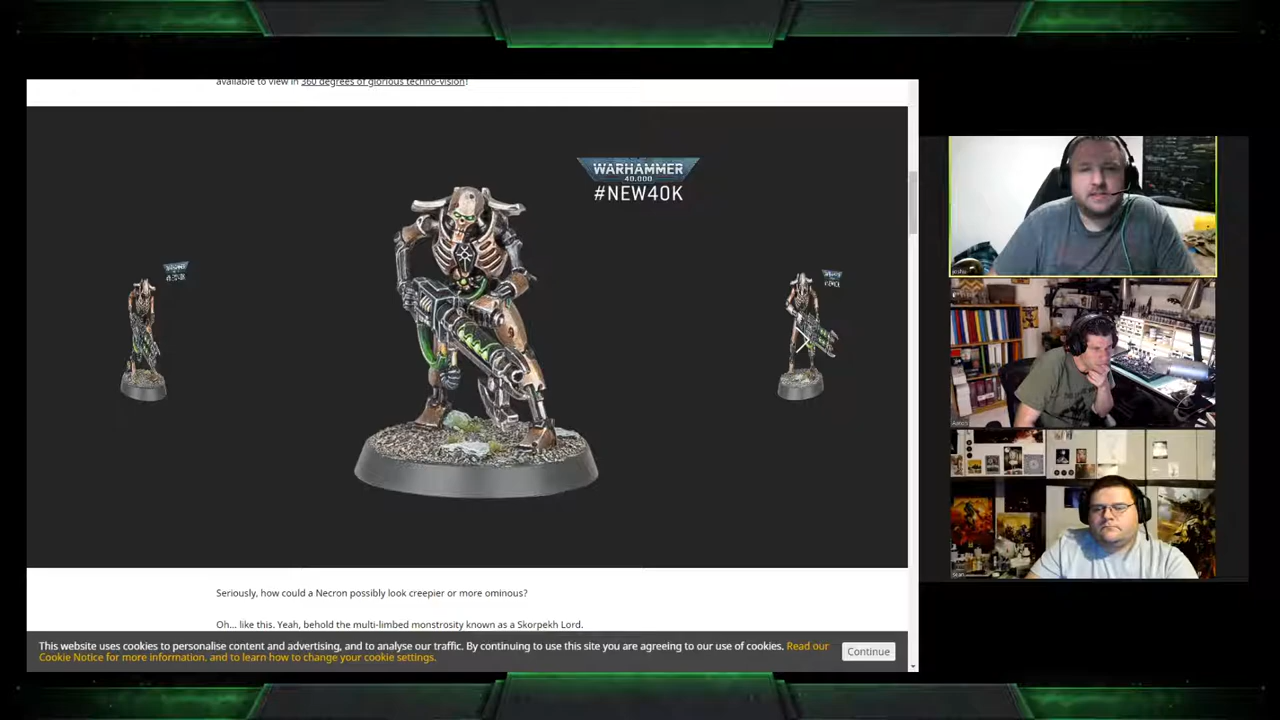 available to view in 360 degrees of glorious techno-vision!
WARHAMMER
40,000
#NEW40K
Seriously, how could a Necron possibly look creepier or more ominous?
Oh... like this. Yeah, behold the multi-limbed monstrosity known as a Skorpekh Lord.
This website uses cookies to personalise content and advertising, and to analyse our traffic. By continuing to use this site you are agreeing to our use of cookies. Read our
Cookie Notice for more information, and to learn how to change your cookie settings.
Continue